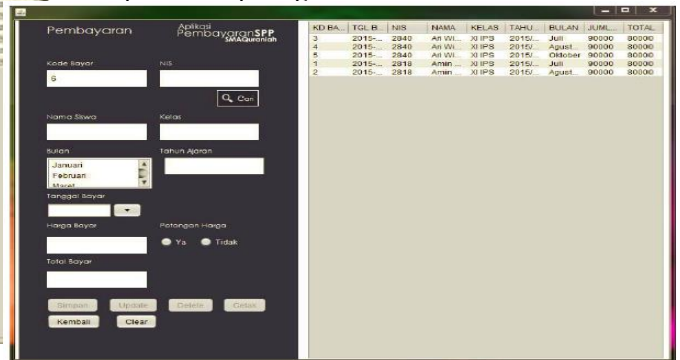 Pembayaran
Aplikasi
PembayaranSPP
SMAQuraniah
Kode Bayar
NIS
6
Cari
Nama Siswa
Kelas
Bulan
Tahun Ajaran
Januari
Februari
Maret
Tanggal Bayar
Harga Bayar
Potongan Harga
Ya
Tidak
Total Bayar
Simpan Update Delete Cetak
Kembali Clear
KD BA... TGL B... NIS NAMA KELAS TAHU... BULAN JUML... TOTAL
3 2015-... 2840 Ari Wi... XI IPS 2015/... Juli 90000 80000
4 2015-... 2840 Ari Wi... XI IPS 2015/... Agust... 90000 80000
5 2015-... 2840 Ari Wi... XI IPS 2015/... Oktober 90000 80000
1 2015-... 2818 Amin ... XI IPS 2015/... Juli 90000 80000
2 2015-... 2818 Amin ... XI IPS 2015/... Agust... 90000 80000